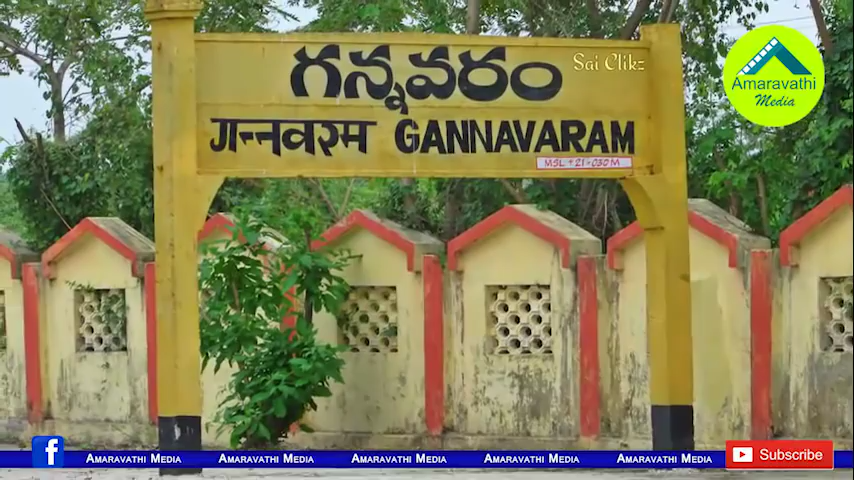 గన్నవరం
Sai Clikz
Amaravathi
Media
गन्नवरम GANNAVARAM
MSL + 21-030 M
f Amaravathi Media Amaravathi Media Amaravathi Media Amaravathi Media Amaravathi Media Subscribe